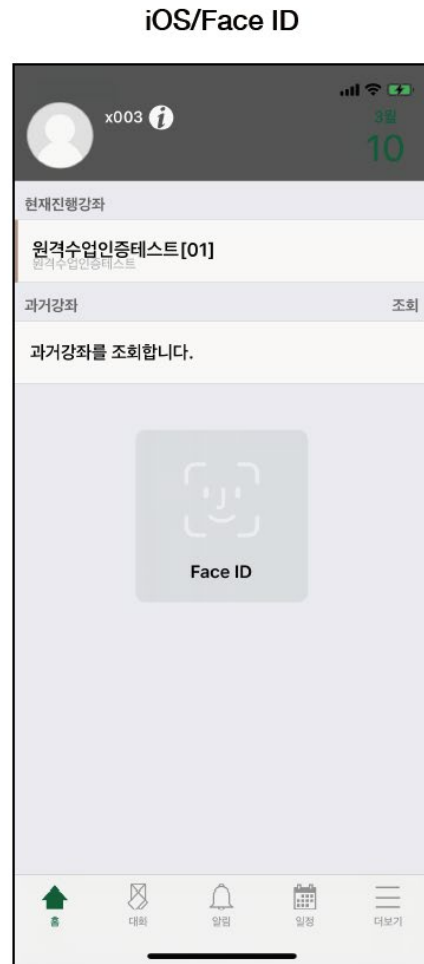 iOS/Face ID
x003 i
3월
10
현재진행강좌
원격수업인증테스트[01]
원격수업인증테스트
과거강좌 조회
과거강좌를 조회합니다.
Face ID
홈 대화 알림 일정 더보기